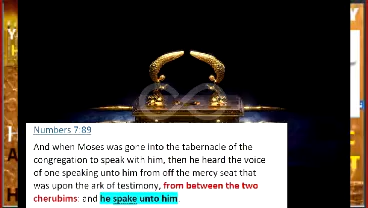 Numbers 7:89
And when Moses was gone into the tabernacle of the
congregation to speak with him, then he heard the voice
of one speaking unto him from off the mercy seat that
was upon the ark of testimony, from between the two
cherubims: and he spake unto him.